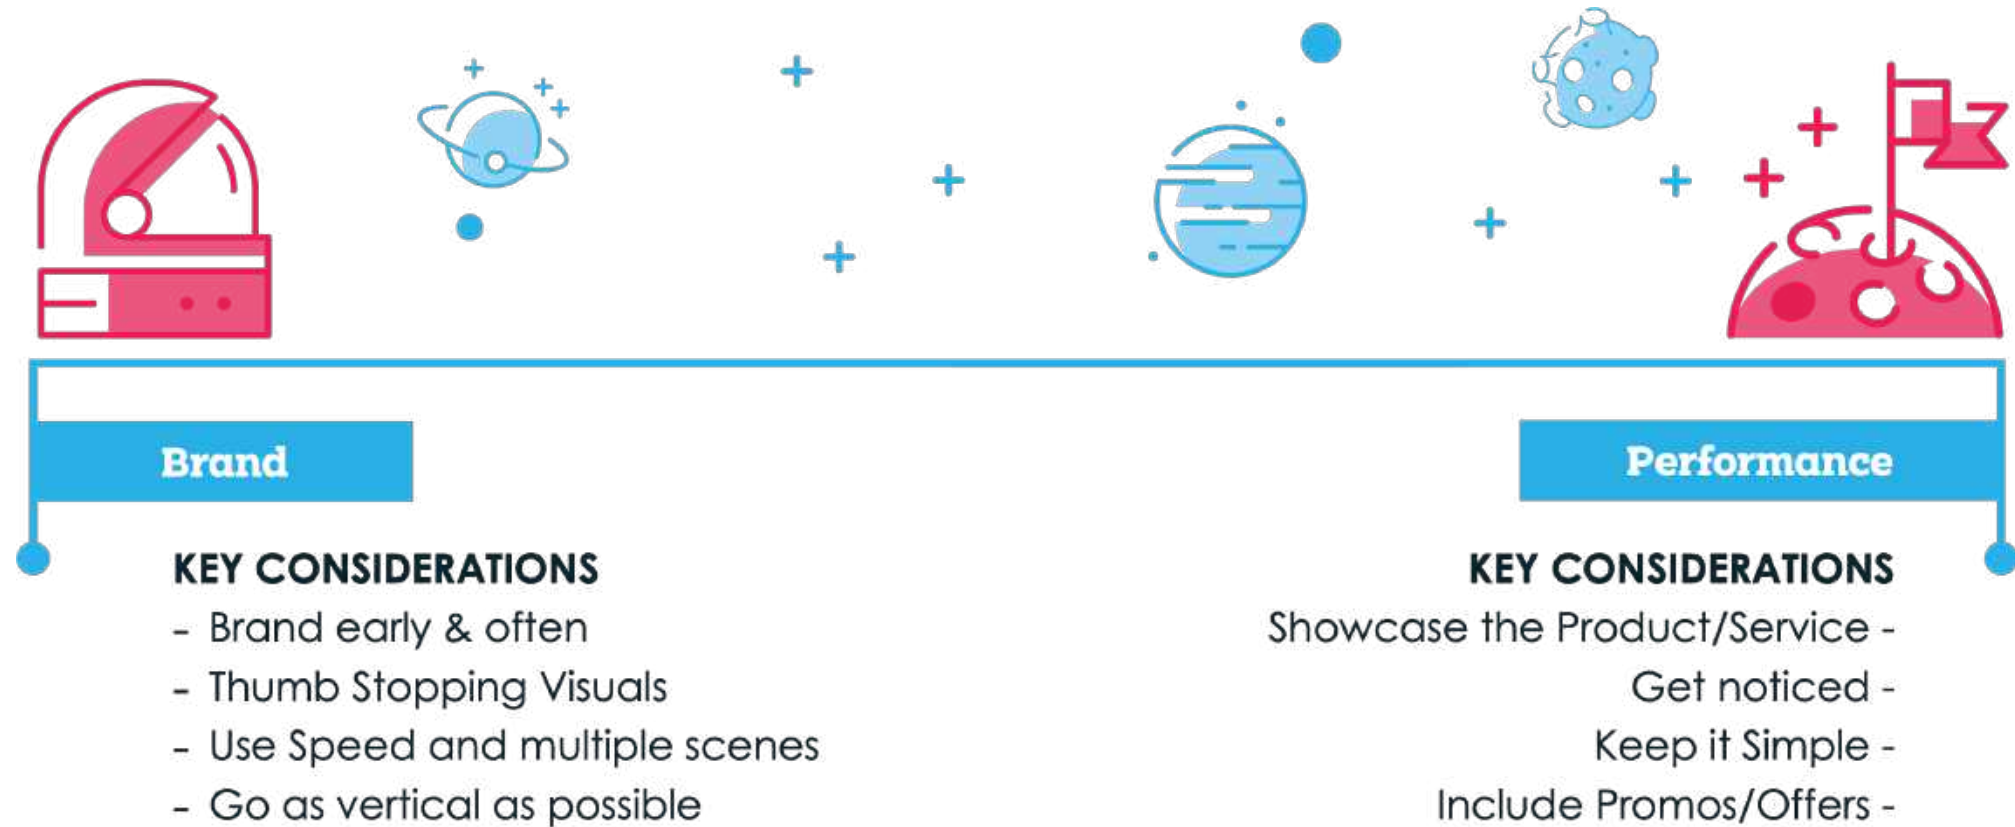 Brand
KEY CONSIDERATIONS
- Brand early & often
- Thumb Stopping Visuals
- Use Speed and multiple scenes
- Go as vertical as possible
Performance
KEY CONSIDERATIONS
Showcase the Product/Service -
Get noticed -
Keep it Simple -
Include Promos/Offers -